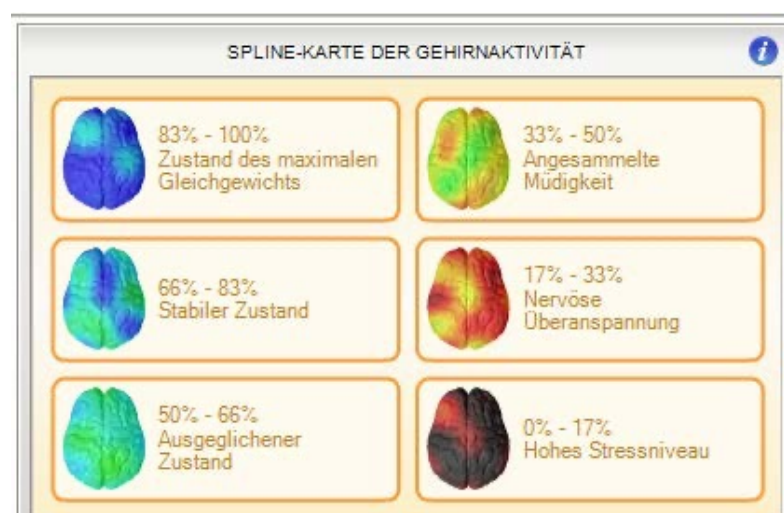 SPLINE-KARTE DER GEHIRNAKTIVITÄT
i
83% - 100%
Zustand des maximalen
Gleichgewichts
33% - 50%
Angesammelte
Müdigkeit
66% - 83%
Stabiler Zustand
17% - 33%
Nervöse
Überanspannung
50% - 66%
Ausgeglichener
Zustand
0% - 17%
Hohes Stressniveau